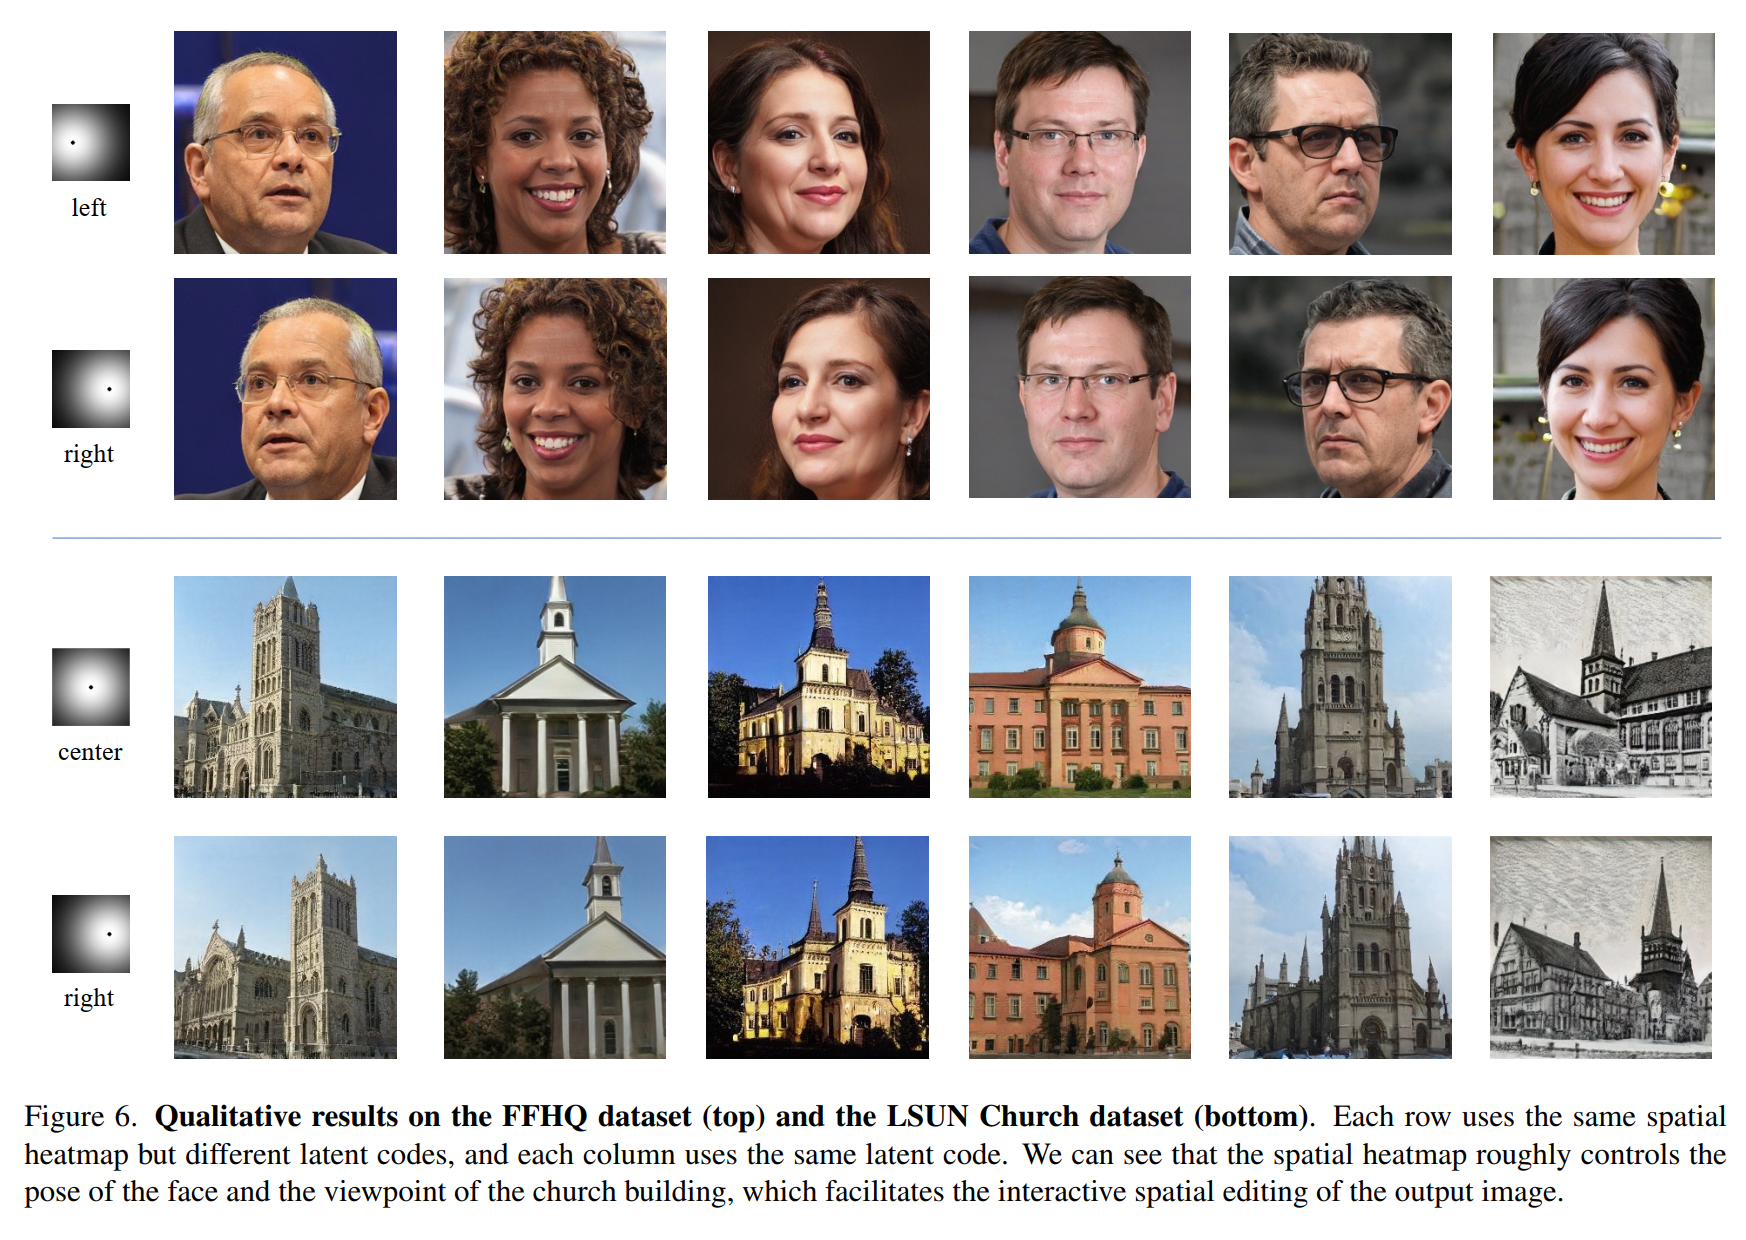 left
right
center
right
Figure 6. Qualitative results on the FFHQ dataset (top) and the LSUN Church dataset (bottom). Each row uses the same spatial
heatmap but different latent codes, and each column uses the same latent code. We can see that the spatial heatmap roughly controls the
pose of the face and the viewpoint of the church building, which facilitates the interactive spatial editing of the output image.